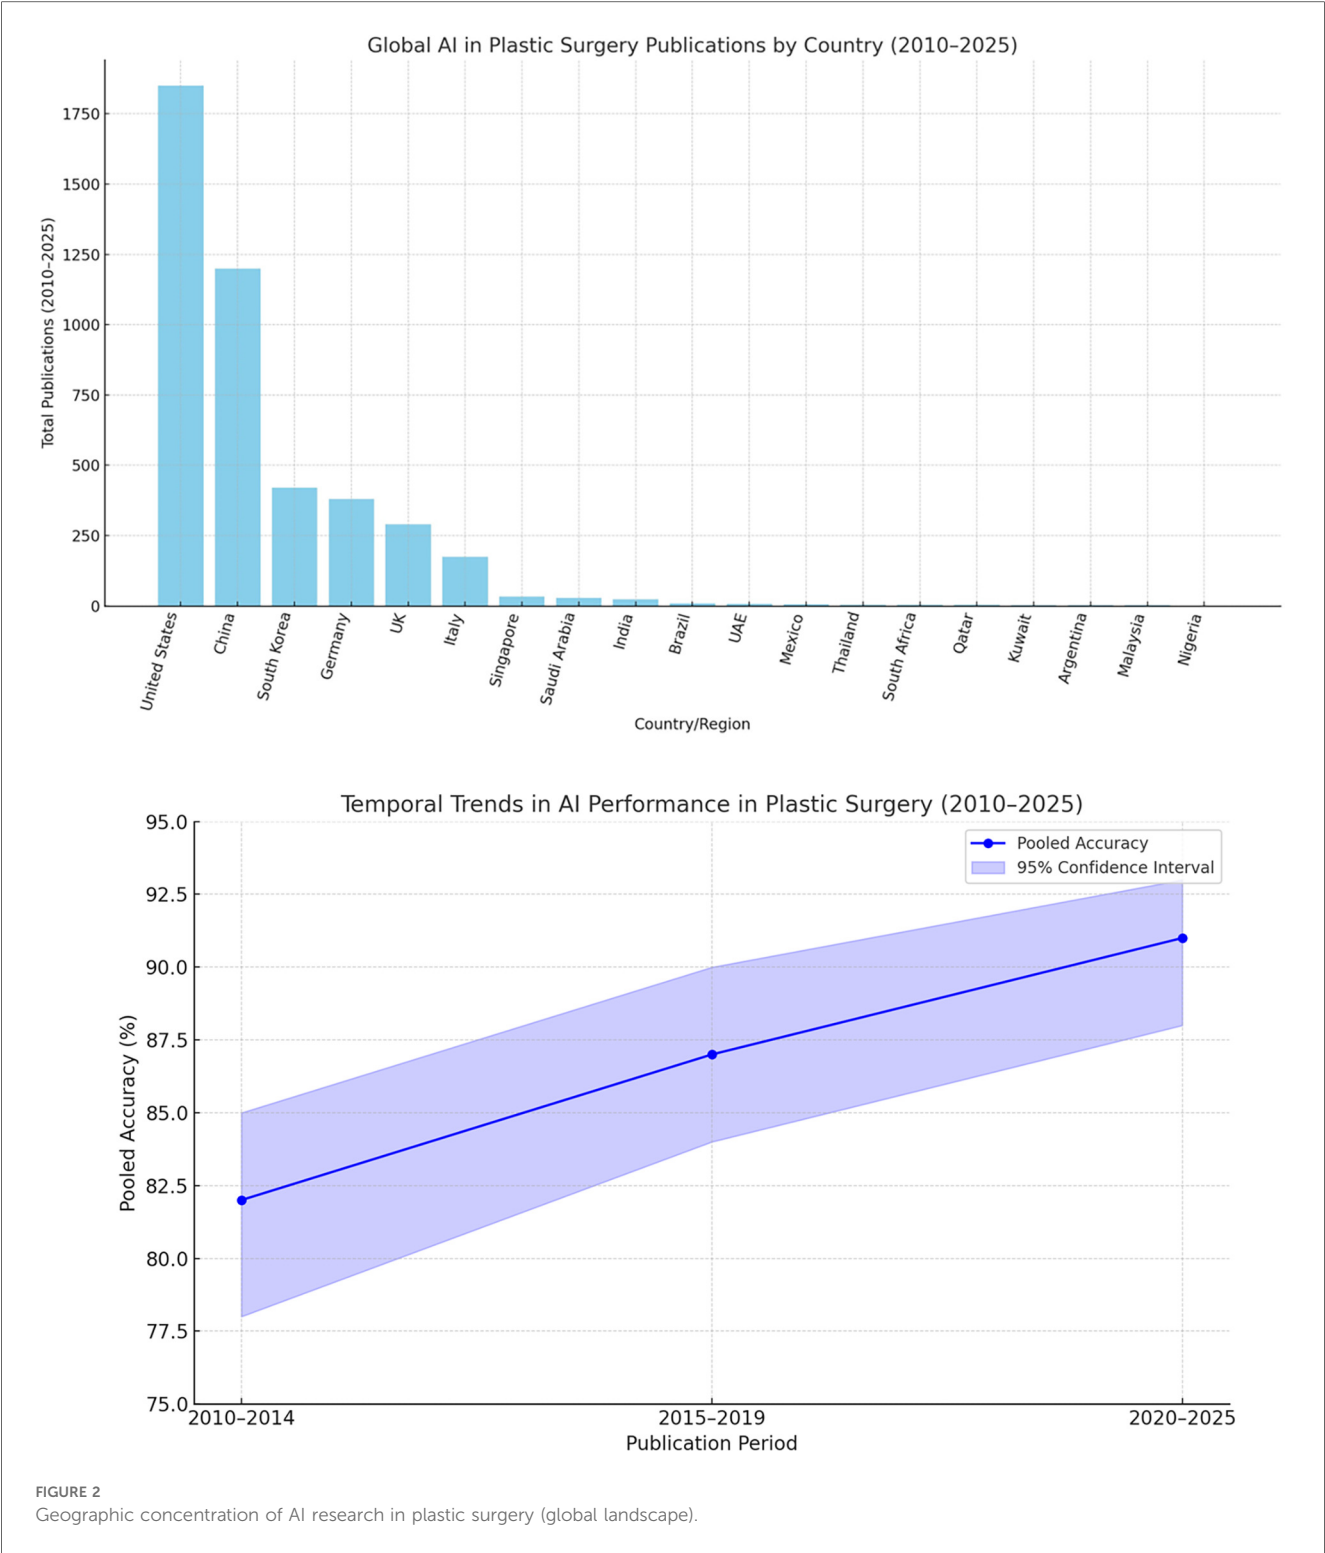 Global AI in Plastic Surgery Publications by Country (2010–2025)
Total Publications (2010–2025)
1750
1500
1250
1000
750
500
250
0
United States
China
South Korea
Germany
UK
Italy
Singapore
Saudi Arabia
India
Brazil
UAE
Mexico
Thailand
South Africa
Qatar
Kuwait
Argentina
Malaysia
Nigeria
Country/Region
Temporal Trends in AI Performance in Plastic Surgery (2010–2025)
Pooled Accuracy
95% Confidence Interval
Pooled Accuracy (%)
95.0
92.5
90.0
87.5
85.0
82.5
80.0
77.5
75.0
2010–2014
2015–2019
2020–2025
Publication Period
FIGURE 2
Geographic concentration of AI research in plastic surgery (global landscape).